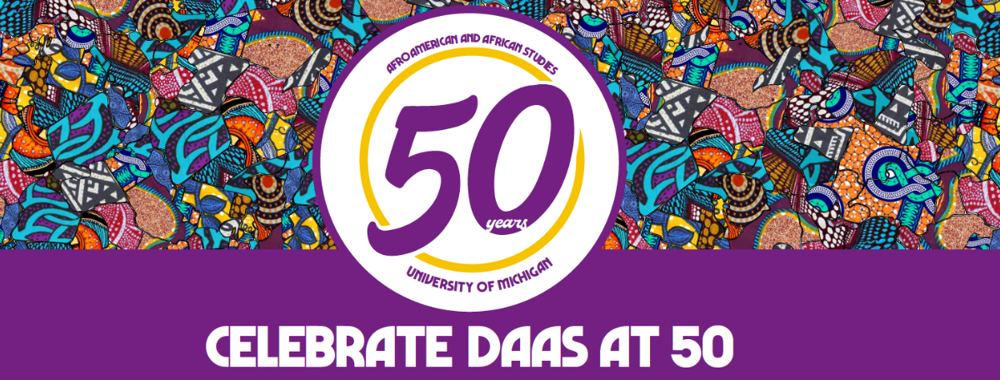 AFROAMERICAN AND AFRICAN STUDIES
50
years
UNIVERSITY OF MICHIGAN
CELEBRATE DAAS AT 50